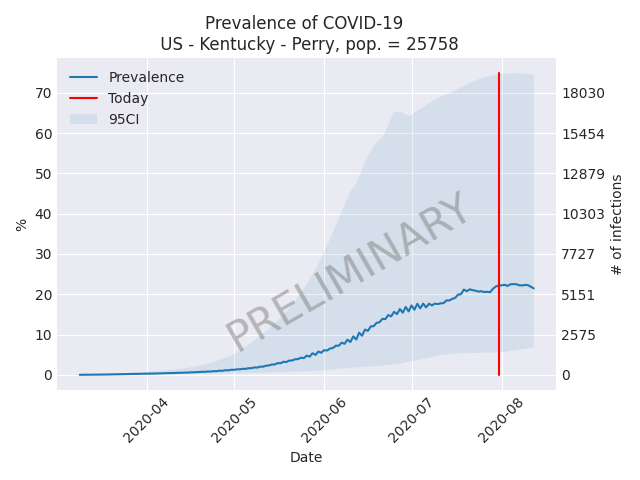 Prevalence of COVID-19
US - Kentucky - Perry, pop. = 25758
Prevalence
Today
95CI
PRELIMINARY
%
70
60
50
40
30
20
10
0
18030
15454
12879
10303
7727
5151
2575
0
# of infections
2020-04
2020-05
2020-06
2020-07
2020-08
Date